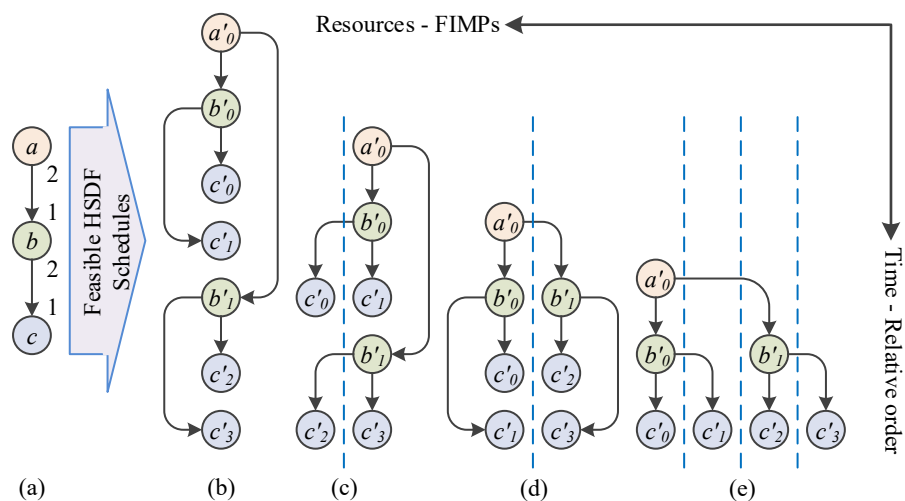 Resources - FIMPs
Time - Relative order
a
2
1
b
2
1
c
Feasible HSDF
Schedules
a'0
b'0
c'0
c'1
b'1
c'2
c'3
a'0
b'0
c'0 c'1
b'1
c'2 c'3
a'0
b'0 b'1
c'0 c'2
c'1 c'3
a'0
b'0 b'1
c'0 c'1 c'2 c'3
(a) (b) (c) (d) (e)